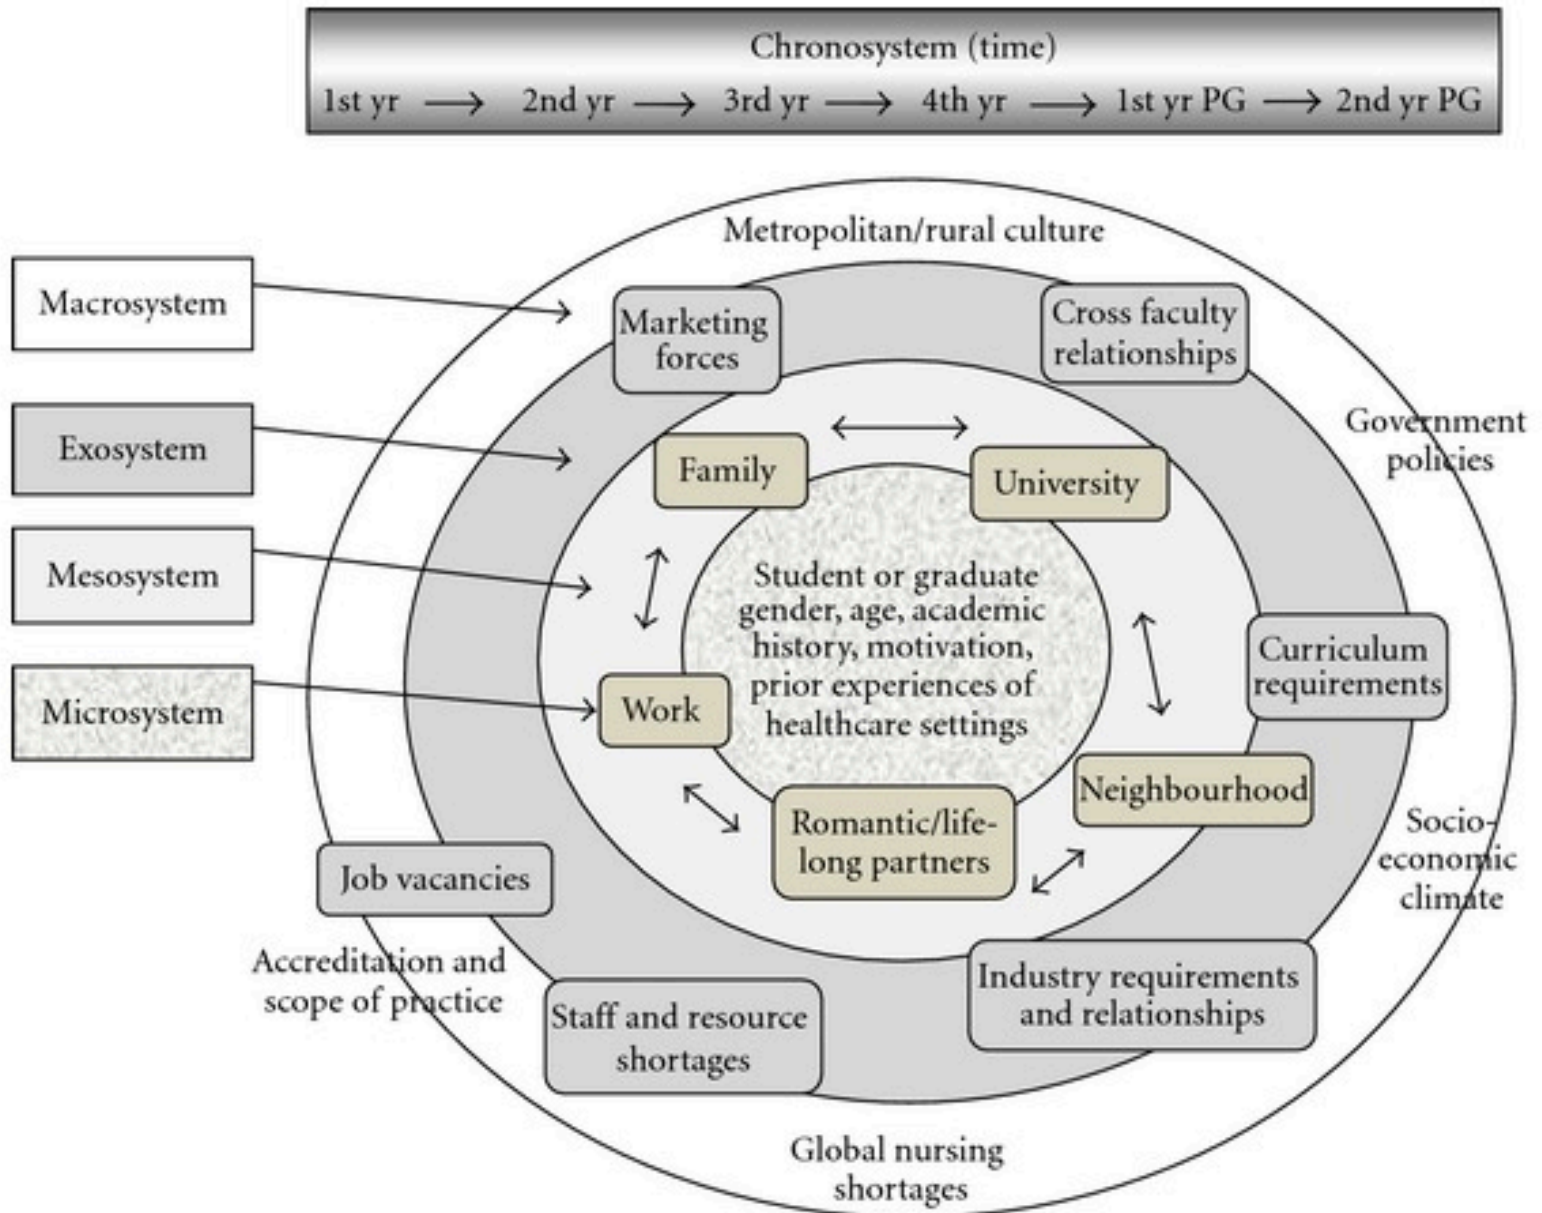 Chronosystem (time)
1st yr → 2nd yr → 3rd yr → 4th yr → 1st yr PG → 2nd yr PG
Metropolitan/rural culture
Macrosystem
Marketing
forces
Cross faculty
relationships
Government
policies
Exosystem
Family
University
Mesosystem
Student or graduate
gender, age, academic
history, motivation,
prior experiences of
healthcare settings
Curriculum
requirements
Microsystem
Work
Neighbourhood
Romantic/life-
long partners
Socio-
economic
climate
Job vacancies
Accreditation and
scope of practice
Staff and resource
shortages
Industry requirements
and relationships
Global nursing
shortages